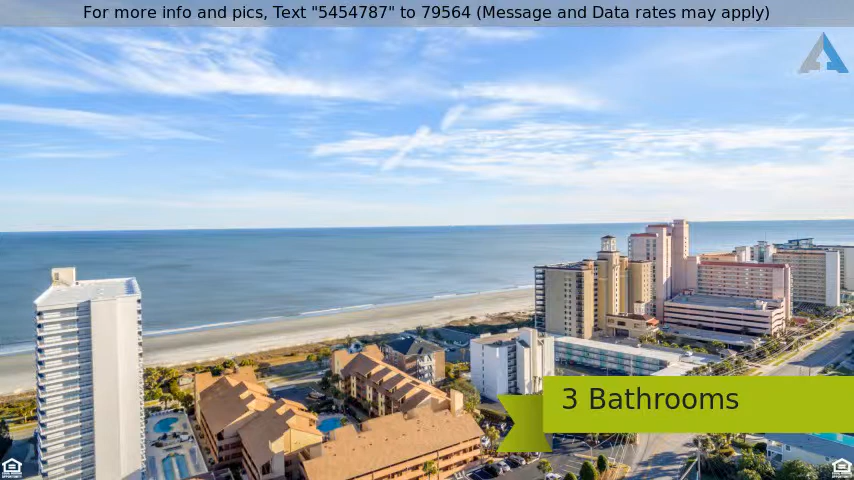 For more info and pics, Text "5454787" to 79564 (Message and Data rates may apply)
3 Bathrooms